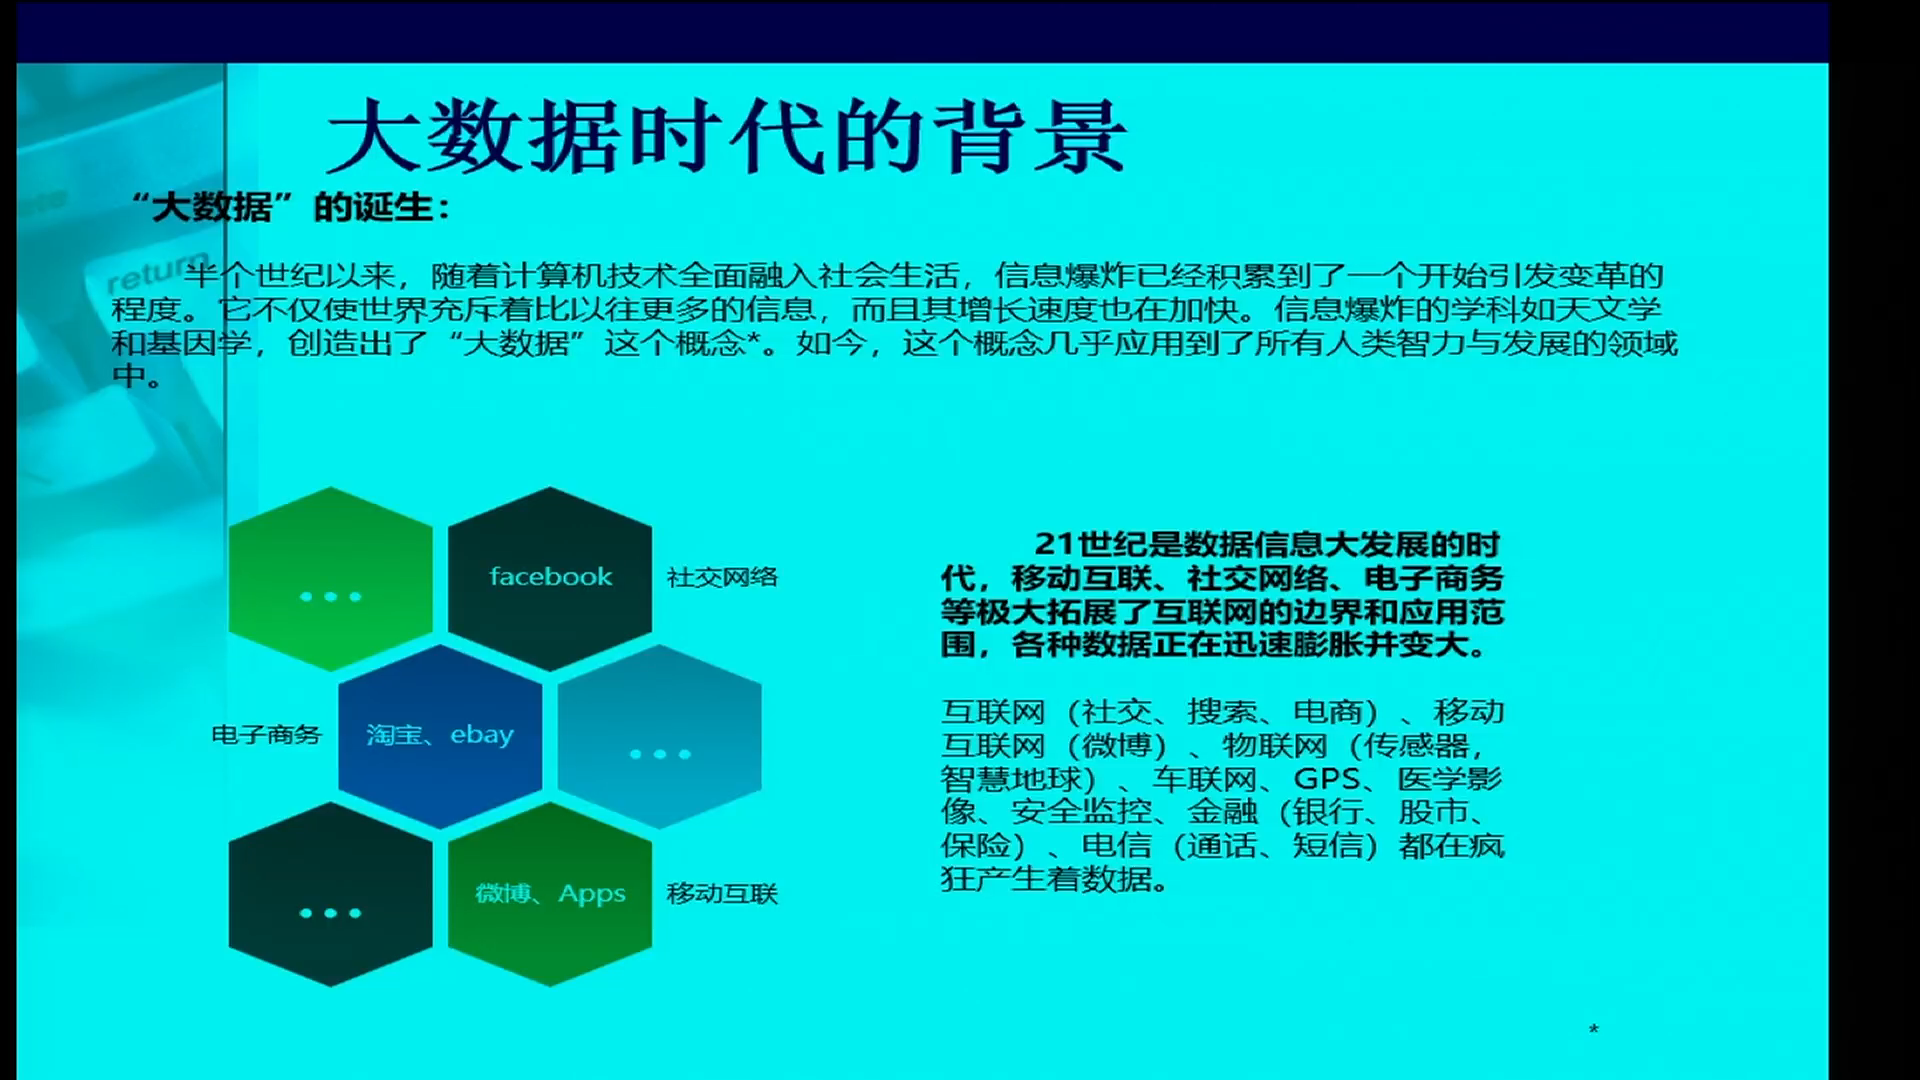 大数据时代的背景
“大数据”的诞生：
return
半个世纪以来，随着计算机技术全面融入社会生活，信息爆炸已经积累到了一个开始引发变革的
程度。它不仅使世界充斥着比以往更多的信息，而且其增长速度也在加快。信息爆炸的学科如天文学
和基因学，创造出了“大数据”这个概念*。如今，这个概念几乎应用到了所有人类智力与发展的领域
中。
...
facebook
社交网络
电子商务
淘宝、ebay
...
...
微博、Apps
移动互联
21世纪是数据信息大发展的时
代，移动互联、社交网络、电子商务
等极大拓展了互联网的边界和应用范
围，各种数据正在迅速膨胀并变大。
互联网（社交、搜索、电商）、移动
互联网（微博）、物联网（传感器，
智慧地球）、车联网、GPS、医学影
像、安全监控、金融（银行、股市、
保险）、电信（通话、短信）都在疯
狂产生着数据。
*